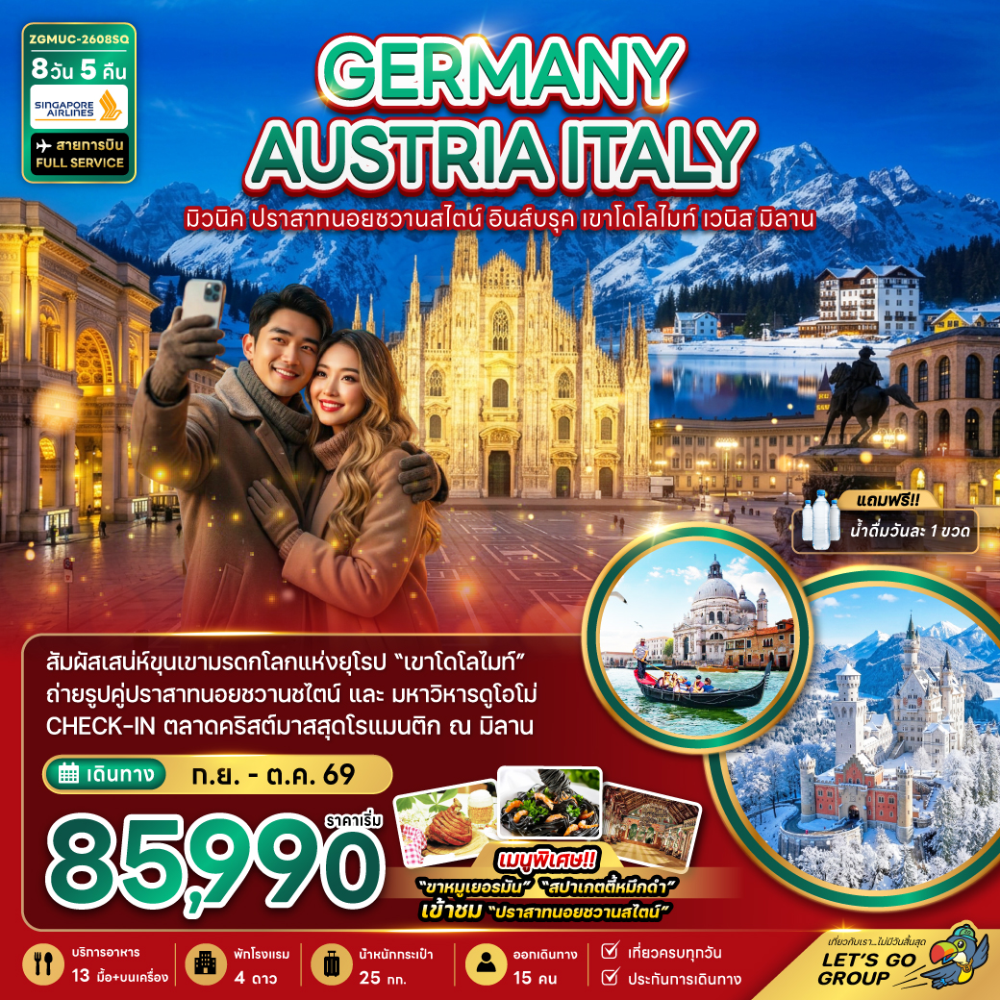 ZGMUC-2608SQ
8 วัน 5 คืน
SINGAPORE
AIRLINES
สายการบิน
FULL SERVICE
GERMANY
AUSTRIA ITALY
มิวนิค ปราสาทนอยชวานสไตน์ อินส์บรุค เขาโดโลไมท์ เวนิส มิลาน
แถมฟรี!!
น้ำดื่มวันละ 1 ขวด
สัมผัสเสน่ห์ขุนเขามรดกโลกแห่งยุโรป “เขาโดโลไมท์”
ถ่ายรูปคู่ปราสาทนอยชวานชไตน์ และ มหาวิหารดูโอโม่
CHECK-IN ตลาดคริสต์มาสสุดโรแมนติก ณ มิลาน
เดินทาง ก.ย. - ต.ค. 69
ราคาเริ่ม
85,990
เมนูพิเศษ!!
“ขาหมูเยอรมัน” “สปาเกตตี้หมึกดำ”
เข้าชม “ปราสาทนอยชวานสไตน์”
บริการอาหาร
13 มื้อ+บนเครื่อง
พักโรงแรม
4 ดาว
น้ำหนักกระเป๋า
25 กก.
ออกเดินทาง
15 คน
เที่ยวครบทุกวัน
ประกันการเดินทาง
เที่ยวกับเรา...ไม่มีวันสิ้นสุด
LET'S GO
GROUP